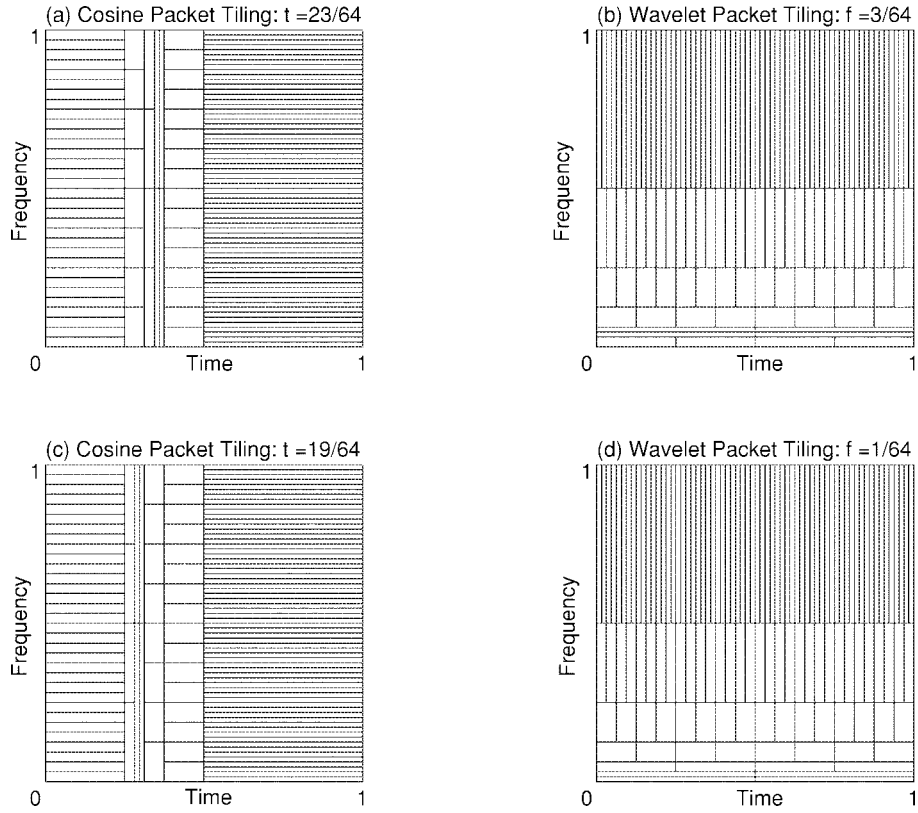 (a) Cosine Packet Tiling: t =23/64
1
Frequency
0
Time
1
(b) Wavelet Packet Tiling: f =3/64
1
Frequency
0
Time
1
(c) Cosine Packet Tiling: t =19/64
1
Frequency
0
Time
1
(d) Wavelet Packet Tiling: f =1/64
1
Frequency
0
Time
1